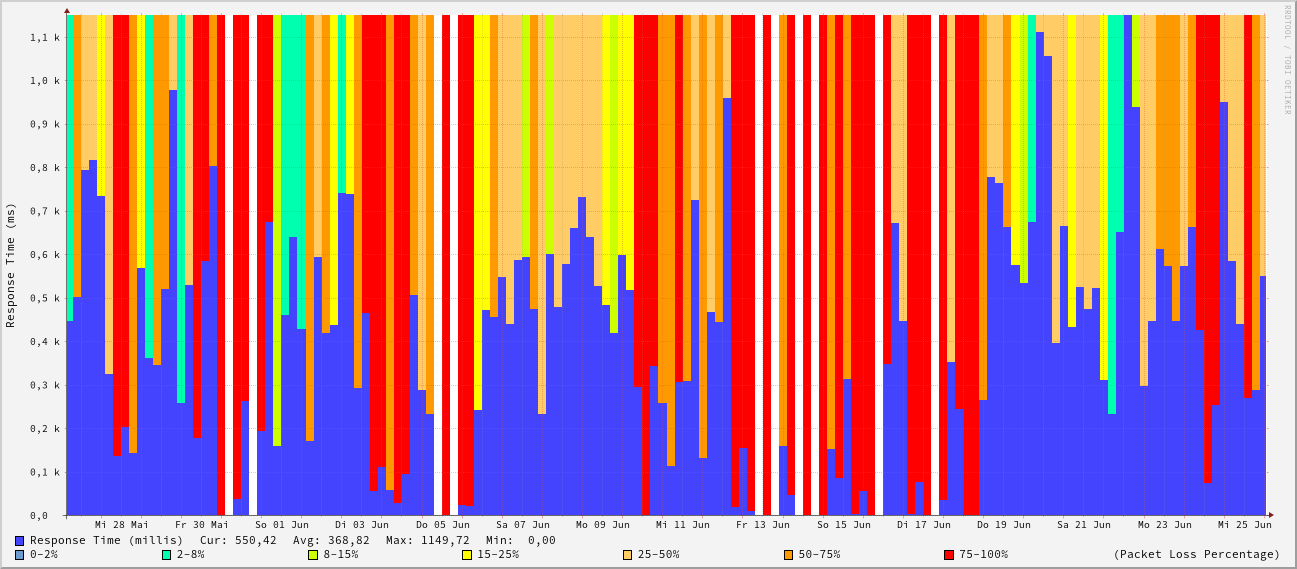 RRDTOOL / TOBI OETIKER
Response Time (ms)
1,1 k
1,0 k
0,9 k
0,8 k
0,7 k
0,6 k
0,5 k
0,4 k
0,3 k
0,2 k
0,1 k
0,0
Mi 28 Mai Fr 30 Mai So 01 Jun Di 03 Jun Do 05 Jun Sa 07 Jun Mo 09 Jun Mi 11 Jun Fr 13 Jun So 15 Jun Di 17 Jun Do 19 Jun Sa 21 Jun Mo 23 Jun Mi 25 Jun
Response Time (millis) Cur: 550,42 Avg: 368,82 Max: 1149,72 Min: 0,00
0-2% 2-8% 8-15% 15-25% 25-50% 50-75% 75-100% (Packet Loss Percentage)